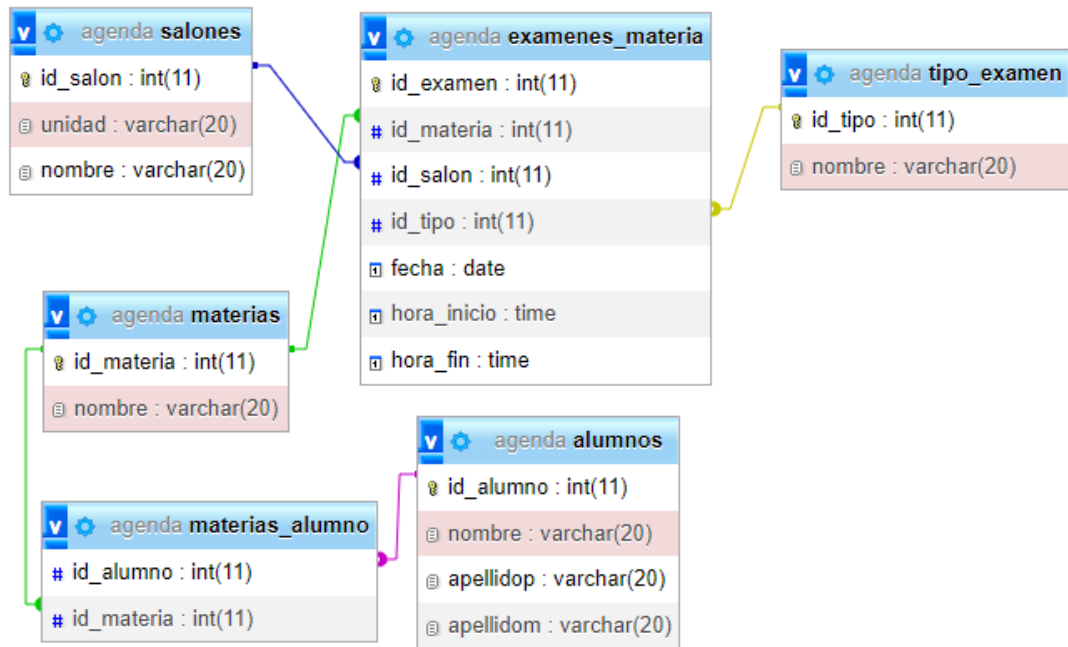 agenda salones
id_salon : int(11)
unidad : varchar(20)
nombre : varchar(20)
agenda examenes_materia
id_examen : int(11)
id_materia : int(11)
id_salon : int(11)
id_tipo : int(11)
fecha : date
hora_inicio : time
hora_fin : time
agenda tipo_examen
id_tipo : int(11)
nombre : varchar(20)
agenda materias
id_materia : int(11)
nombre : varchar(20)
agenda alumnos
id_alumno : int(11)
nombre : varchar(20)
apellidop : varchar(20)
apellidom : varchar(20)
agenda materias_alumno
id_alumno : int(11)
id_materia : int(11)